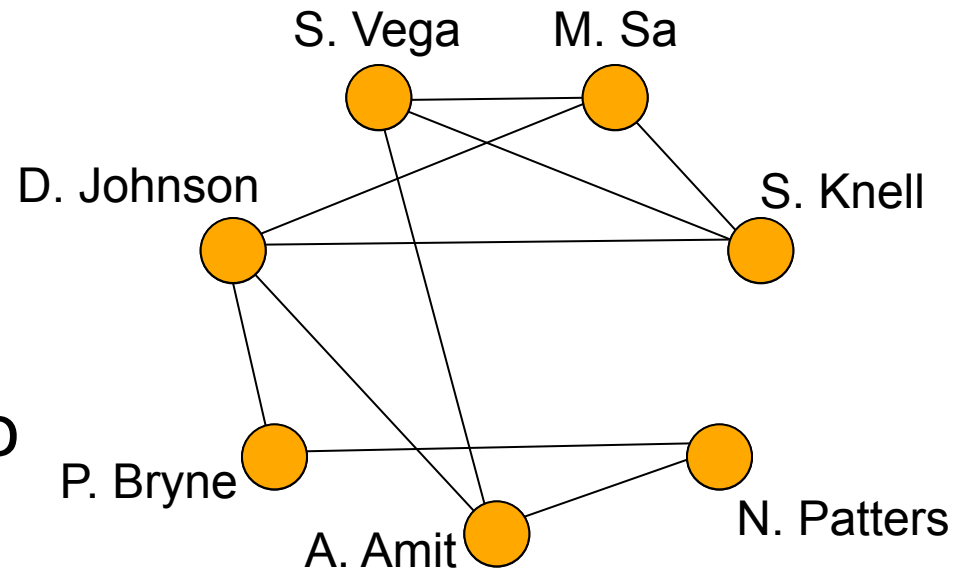 S. Vega
M. Sa
D. Johnson
S. Knell
P. Bryne
N. Patters
A. Amit